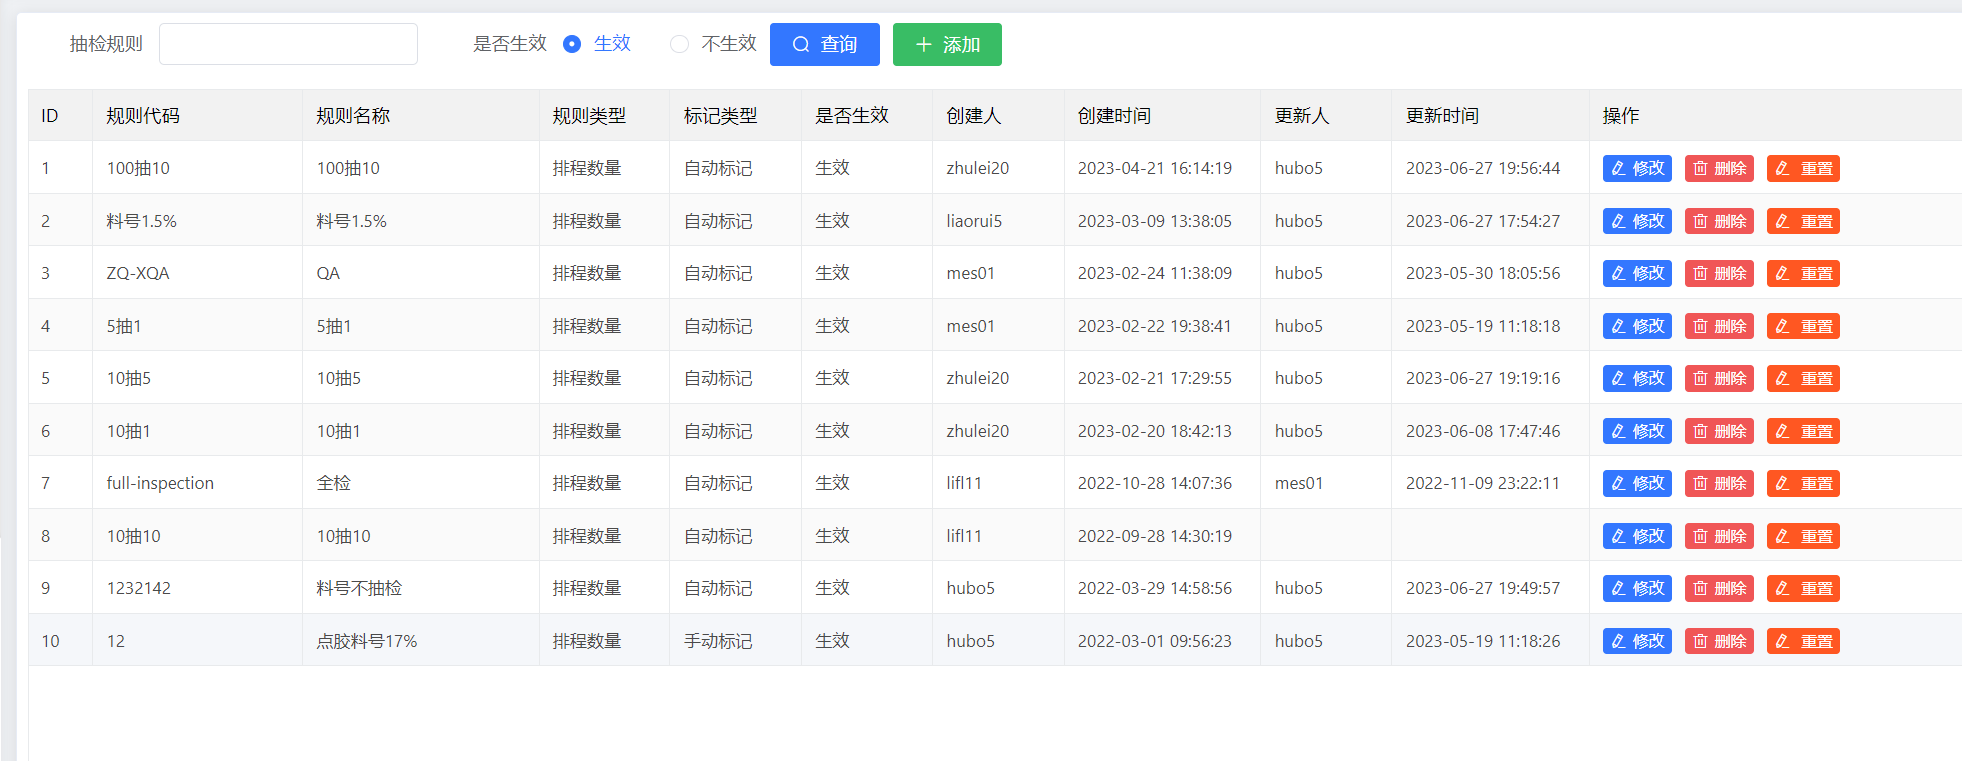 抽检规则 是否生效 生效 不生效 查询 添加
ID 规则代码 规则名称 规则类型 标记类型 是否生效 创建人 创建时间 更新人 更新时间 操作
1 100抽10 100抽10 排程数量 自动标记 生效 zhulei20 2023-04-21 16:14:19 hubo5 2023-06-27 19:56:44 修改 删除 重置
2 料号1.5% 料号1.5% 排程数量 自动标记 生效 liaorui5 2023-03-09 13:38:05 hubo5 2023-06-27 17:54:27 修改 删除 重置
3 ZQ-XQA QA 排程数量 自动标记 生效 mes01 2023-02-24 11:38:09 hubo5 2023-05-30 18:05:56 修改 删除 重置
4 5抽1 5抽1 排程数量 自动标记 生效 mes01 2023-02-22 19:38:41 hubo5 2023-05-19 11:18:18 修改 删除 重置
5 10抽5 10抽5 排程数量 自动标记 生效 zhulei20 2023-02-21 17:29:55 hubo5 2023-06-27 19:19:16 修改 删除 重置
6 10抽1 10抽1 排程数量 自动标记 生效 zhulei20 2023-02-20 18:42:13 hubo5 2023-06-08 17:47:46 修改 删除 重置
7 full-inspection 全检 排程数量 自动标记 生效 lifl11 2022-10-28 14:07:36 mes01 2022-11-09 23:22:11 修改 删除 重置
8 10抽10 10抽10 排程数量 自动标记 生效 lifl11 2022-09-28 14:30:19 修改 删除 重置
9 1232142 料号不抽检 排程数量 自动标记 生效 hubo5 2022-03-29 14:58:56 hubo5 2023-06-27 19:49:57 修改 删除 重置
10 12 点胶料号17% 排程数量 手动标记 生效 hubo5 2022-03-01 09:56:23 hubo5 2023-05-19 11:18:26 修改 删除 重置